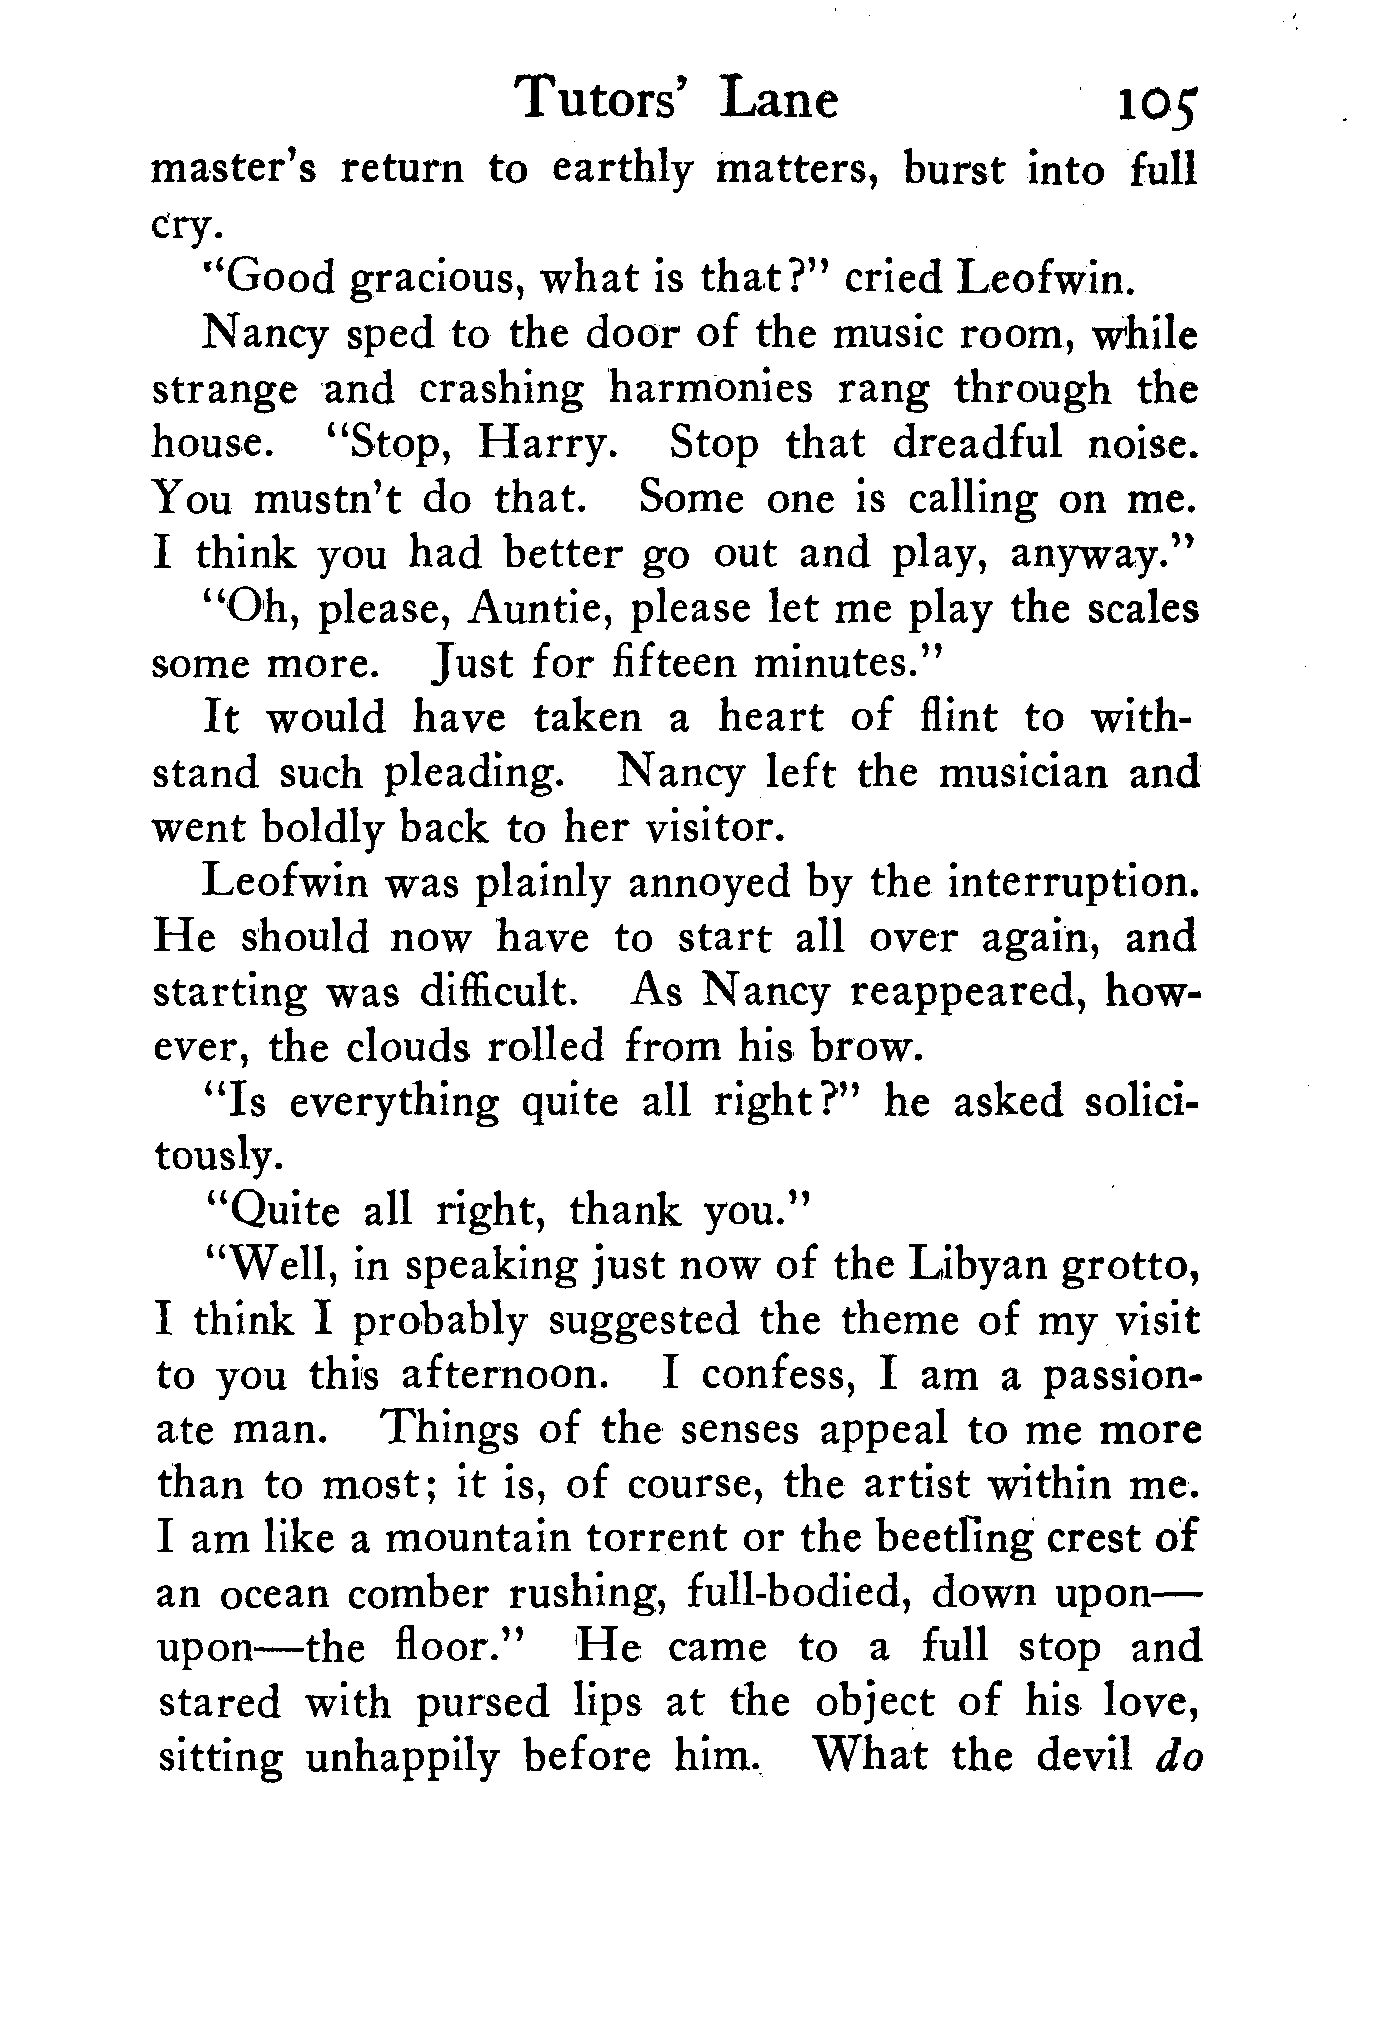 Tutors' Lane 105
master's return to earthly matters, burst into full
cry.
"Good gracious, what is that?" cried Leofwin.
Nancy sped to the door of the music room, while
strange and crashing harmonies rang through the
house. "Stop, Harry. Stop that dreadful noise.
You mustn't do that. Some one is calling on me.
I think you had better go out and play, anyway."
"Oh, please, Auntie, please let me play the scales
some more. Just for fifteen minutes."
It would have taken a heart of flint to with-
stand such pleading. Nancy left the musician and
went boldly back to her visitor.
Leofwin was plainly annoyed by the interruption.
He should now have to start all over again, and
starting was difficult. As Nancy reappeared, how-
ever, the clouds rolled from his brow.
"Is everything quite all right?" he asked solici-
tously.
"Quite all right, thank you."
"Well, in speaking just now of the Libyan grotto,
I think I probably suggested the theme of my visit
to you this afternoon. I confess, I am a passion-
ate man. Things of the senses appeal to me more
than to most; it is, of course, the artist within me.
I am like a mountain torrent or the beetling crest of
an ocean comber rushing, full-bodied, down upon—
upon—the floor." He came to a full stop and
stared with pursed lips at the object of his love,
sitting unhappily before him. What the devil do